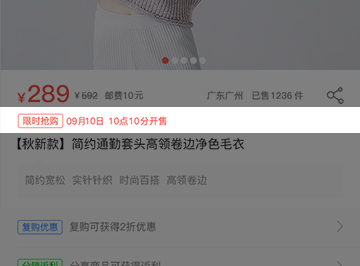 ¥289 ¥592 邮费10元 广东广州 已售1236件
限时抢购 09月10日 10点10分开售
【秋新款】简约通勤套头高领卷边净色毛衣
简约宽松 实针针织 时尚百搭 高领卷边
复购优惠 复购可获得2折优惠
分销返利 分享商品可获得返利